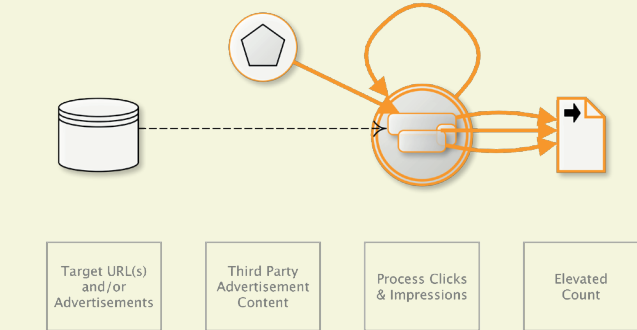 Target URL(s)
and/or
Advertisements
Third Party
Advertisement
Content
Process Clicks
& Impressions
Elevated
Count